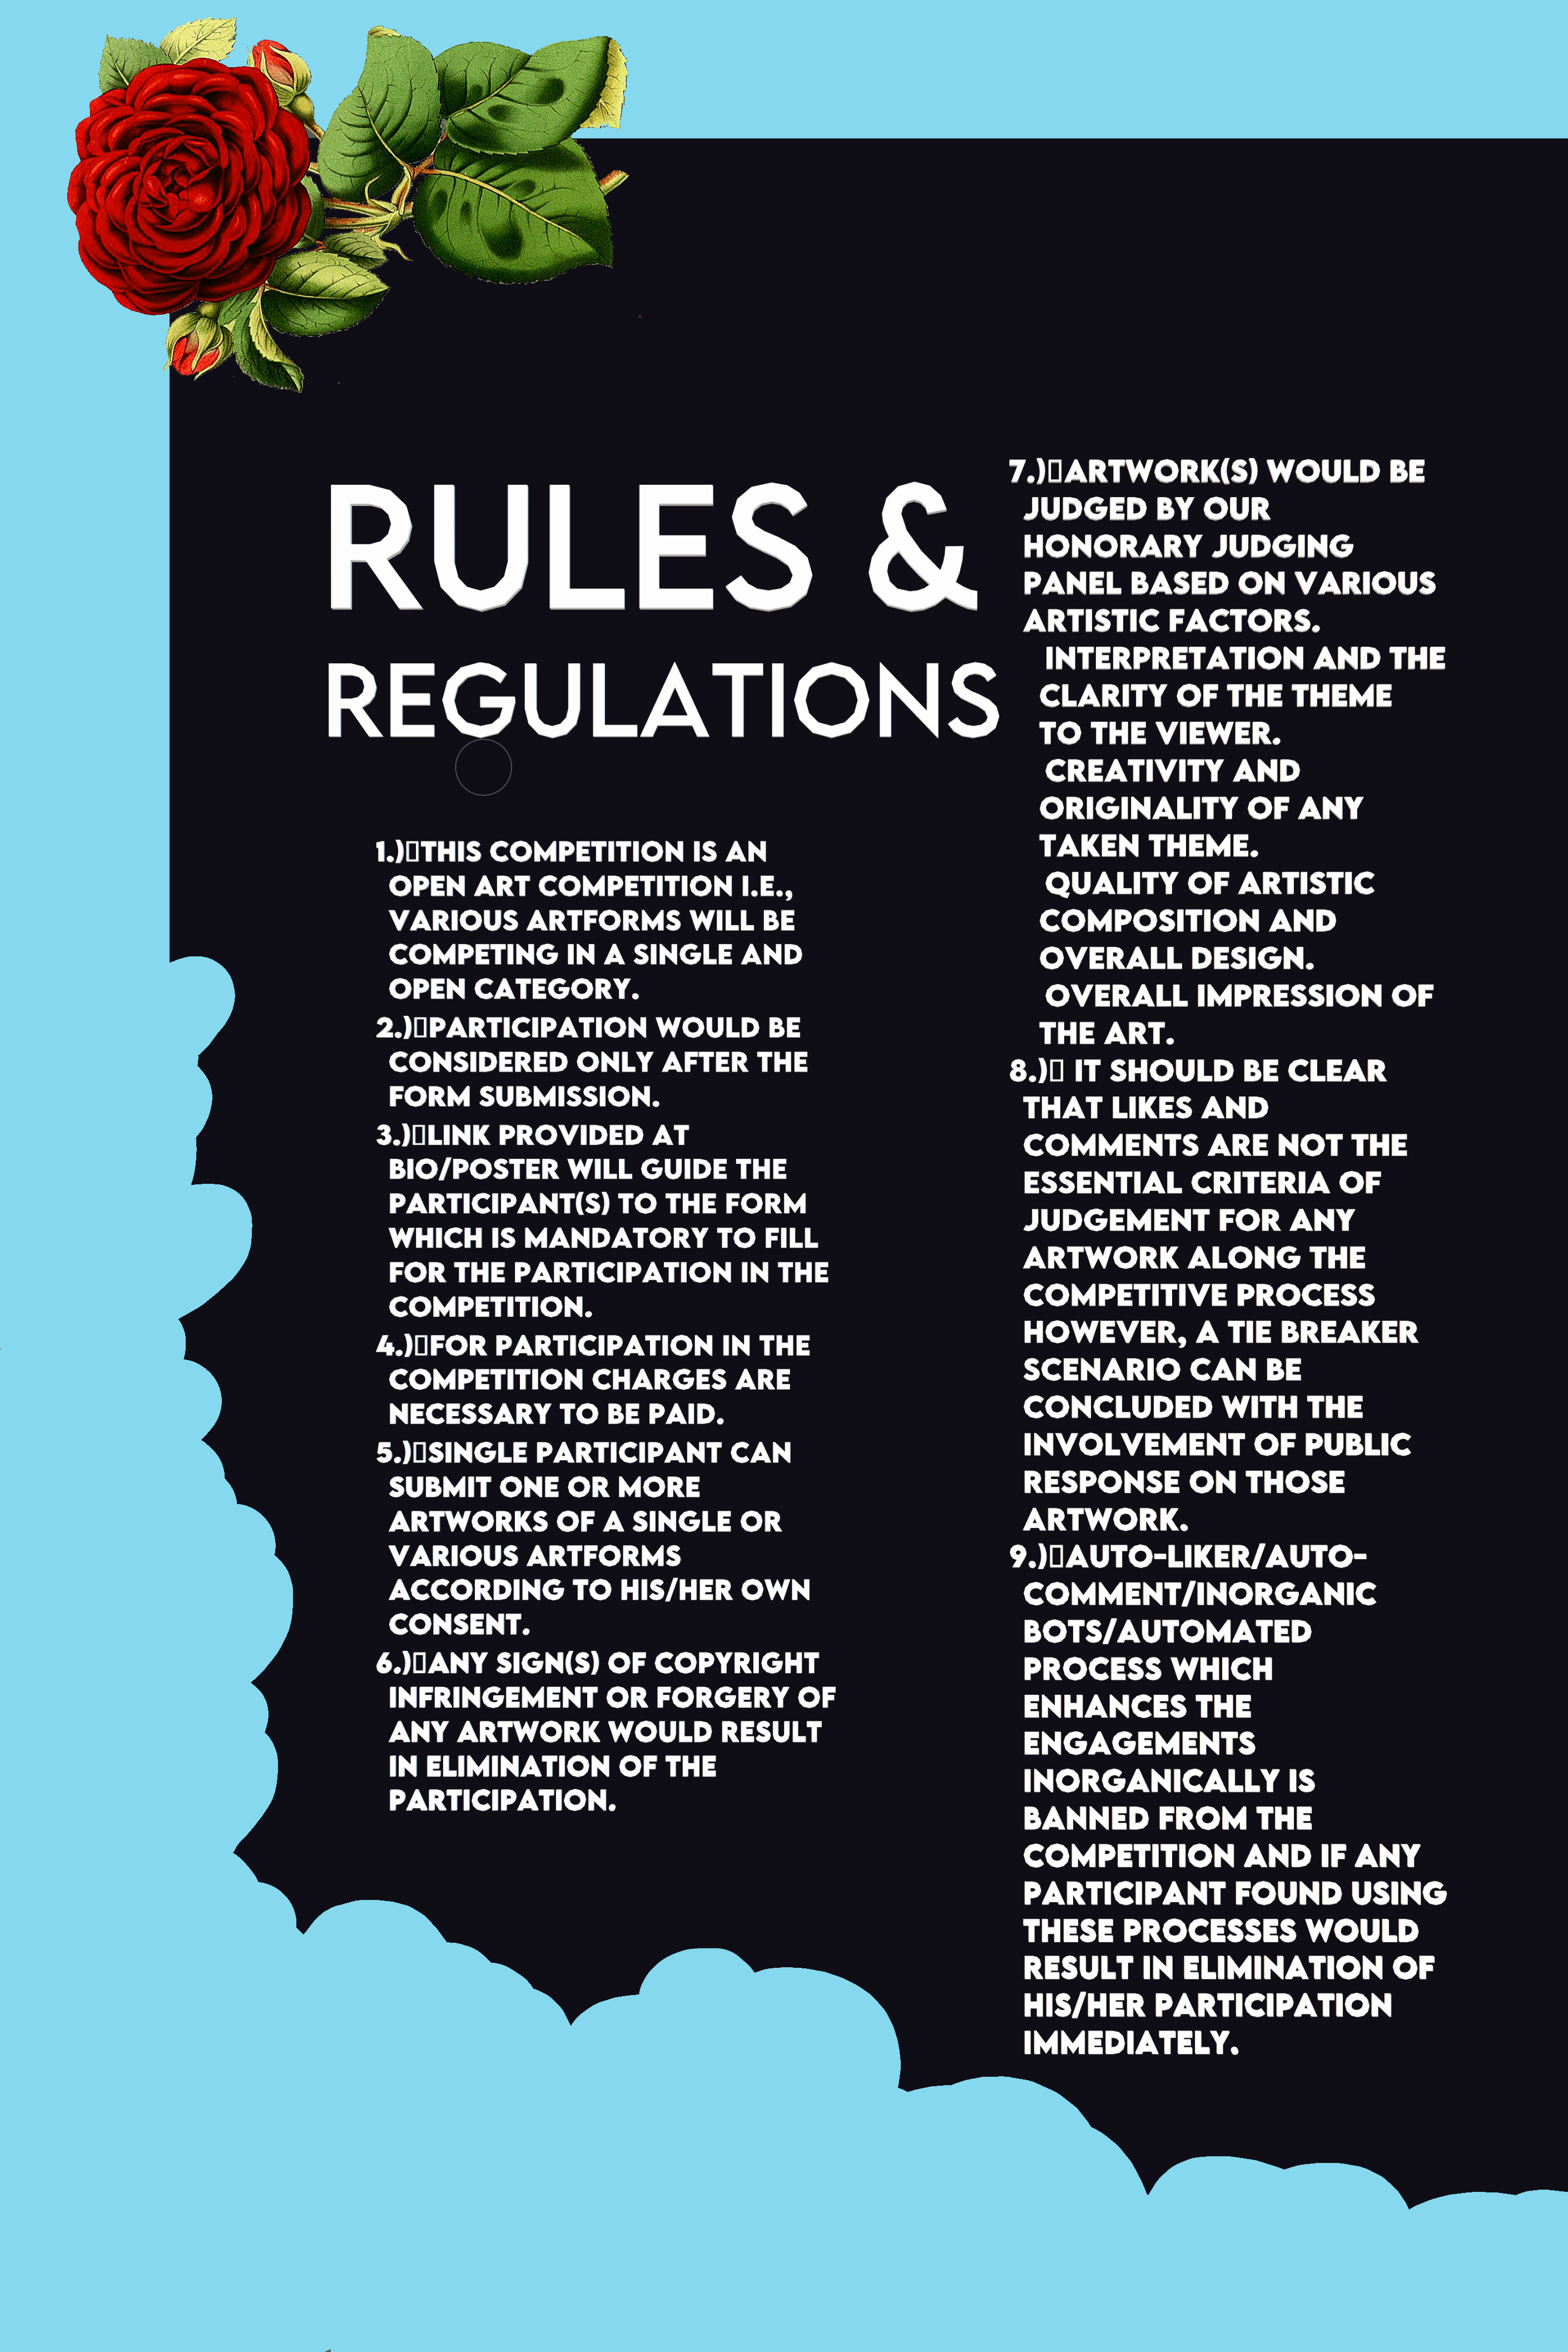 RULES &
REGULATIONS
1.)▯THIS COMPETITION IS AN
OPEN ART COMPETITION I.E.,
VARIOUS ARTFORMS WILL BE
COMPETING IN A SINGLE AND
OPEN CATEGORY.
2.)▯PARTICIPATION WOULD BE
CONSIDERED ONLY AFTER THE
FORM SUBMISSION.
3.)▯LINK PROVIDED AT
BIO/POSTER WILL GUIDE THE
PARTICIPANT(S) TO THE FORM
WHICH IS MANDATORY TO FILL
FOR THE PARTICIPATION IN THE
COMPETITION.
4.)▯FOR PARTICIPATION IN THE
COMPETITION CHARGES ARE
NECESSARY TO BE PAID.
5.)▯SINGLE PARTICIPANT CAN
SUBMIT ONE OR MORE
ARTWORKS OF A SINGLE OR
VARIOUS ARTFORMS
ACCORDING TO HIS/HER OWN
CONSENT.
6.)▯ANY SIGN(S) OF COPYRIGHT
INFRINGEMENT OR FORGERY OF
ANY ARTWORK WOULD RESULT
IN ELIMINATION OF THE
PARTICIPATION.
7.)▯ARTWORK(S) WOULD BE
JUDGED BY OUR
HONORARY JUDGING
PANEL BASED ON VARIOUS
ARTISTIC FACTORS.
INTERPRETATION AND THE
CLARITY OF THE THEME
TO THE VIEWER.
CREATIVITY AND
ORIGINALITY OF ANY
TAKEN THEME.
QUALITY OF ARTISTIC
COMPOSITION AND
OVERALL DESIGN.
OVERALL IMPRESSION OF
THE ART.
8.)▯ IT SHOULD BE CLEAR
THAT LIKES AND
COMMENTS ARE NOT THE
ESSENTIAL CRITERIA OF
JUDGEMENT FOR ANY
ARTWORK ALONG THE
COMPETITIVE PROCESS
HOWEVER, A TIE BREAKER
SCENARIO CAN BE
CONCLUDED WITH THE
INVOLVEMENT OF PUBLIC
RESPONSE ON THOSE
ARTWORK.
9.)▯AUTO-LIKER/AUTO-
COMMENT/INORGANIC
BOTS/AUTOMATED
PROCESS WHICH
ENHANCES THE
ENGAGEMENTS
INORGANICALLY IS
BANNED FROM THE
COMPETITION AND IF ANY
PARTICIPANT FOUND USING
THESE PROCESSES WOULD
RESULT IN ELIMINATION OF
HIS/HER PARTICIPATION
IMMEDIATELY.